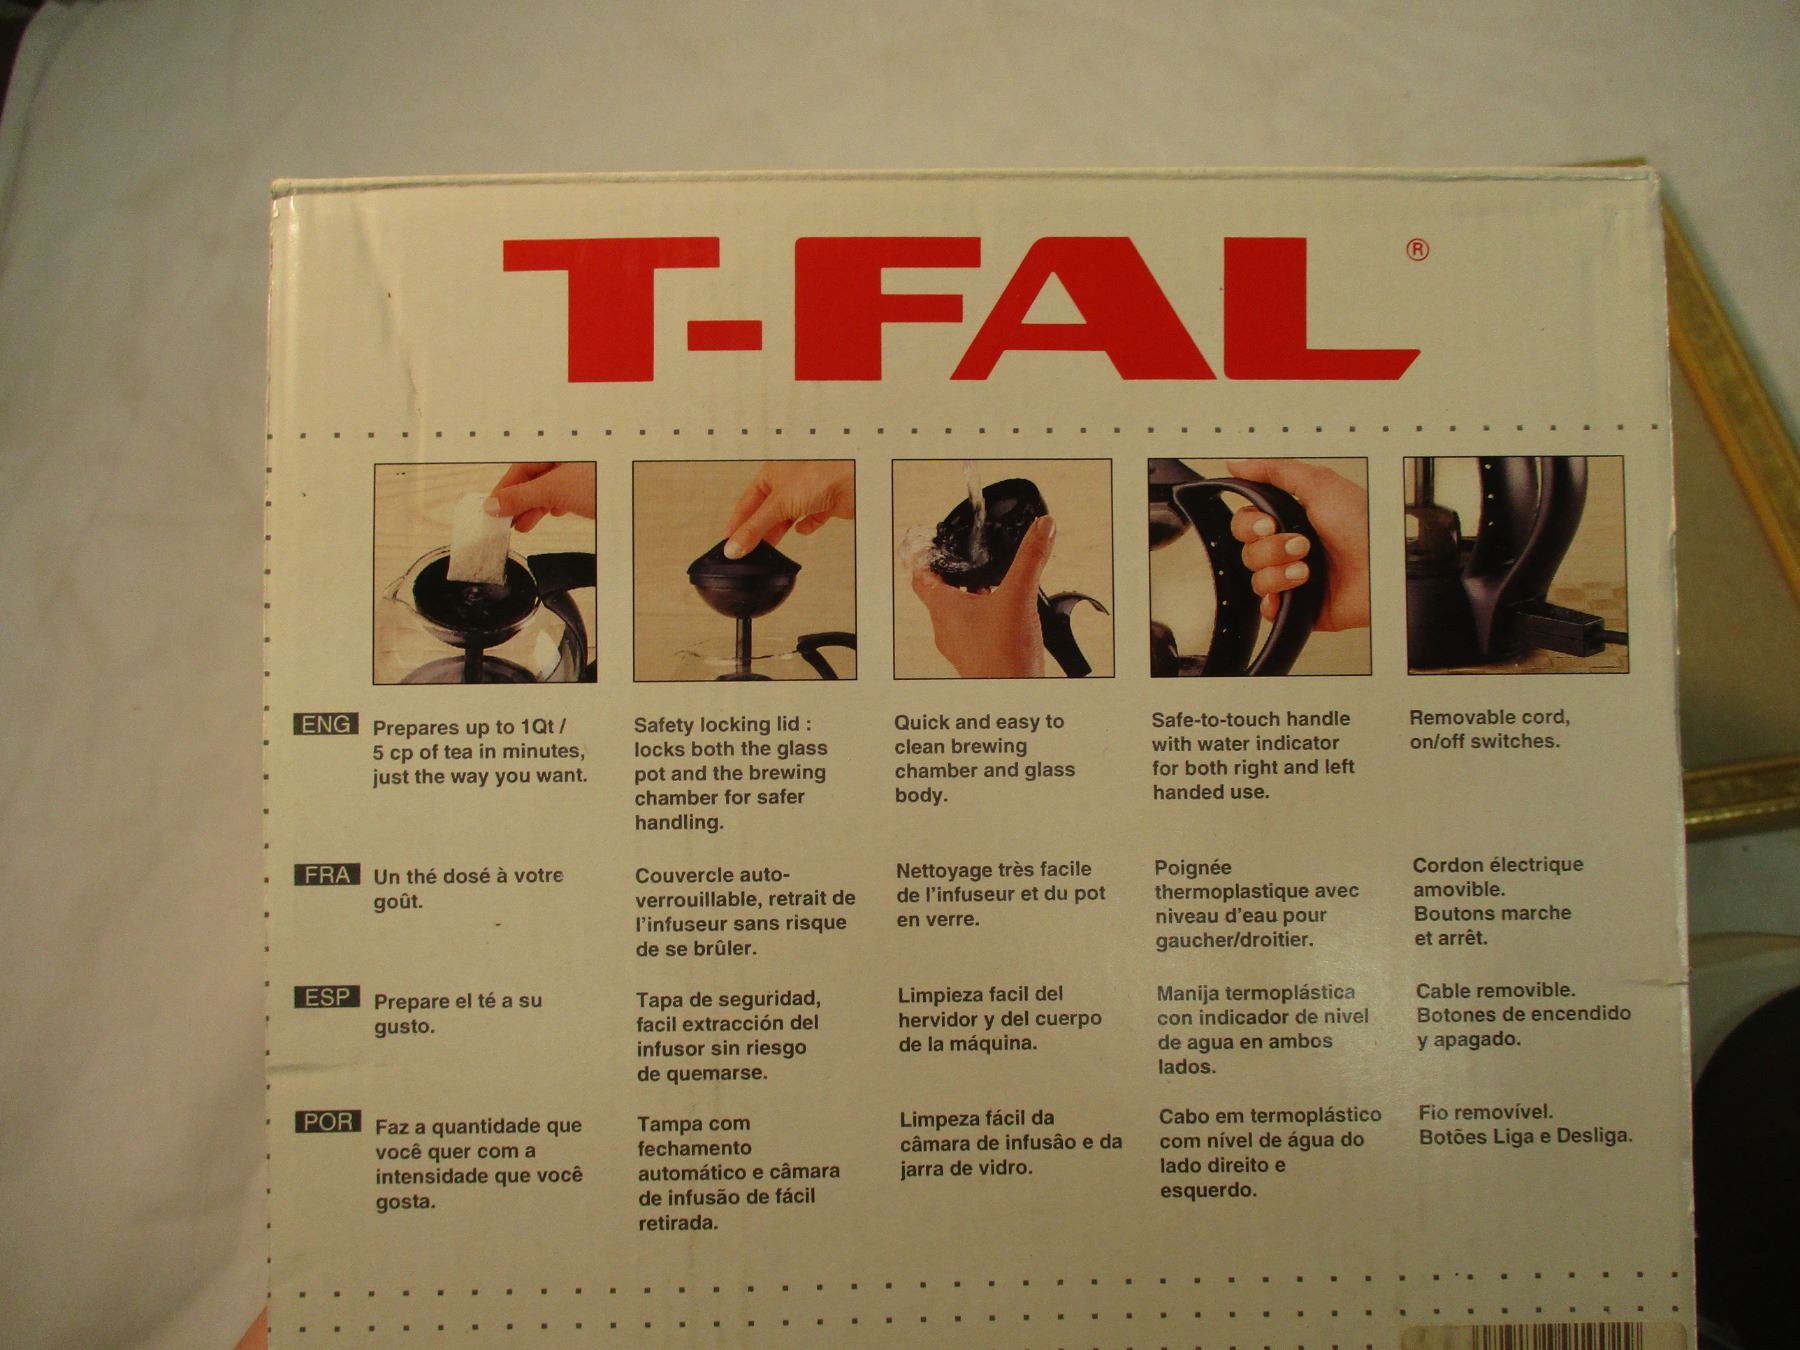 T-FAL ®
ENG
Prepares up to 1Qt /
5 cp of tea in minutes,
just the way you want.
Safety locking lid :
locks both the glass
pot and the brewing
chamber for safer
handling.
Quick and easy to
clean brewing
chamber and glass
body.
Safe-to-touch handle
with water indicator
for both right and left
handed use.
Removable cord,
on/off switches.
FRA
Un thé dosé à votre
goût.
Couvercle auto-
verrouillable, retrait de
l'infuseur sans risque
de se brûler.
Nettoyage très facile
de l'infuseur et du pot
en verre.
Poignée
thermoplastique avec
niveau d'eau pour
gaucher/droitier.
Cordon électrique
amovible.
Boutons marche
et arrêt.
ESP
Prepare el té a su
gusto.
Tapa de seguridad,
facil extracción del
infusor sin riesgo
de quemarse.
Limpieza facil del
hervidor y del cuerpo
de la máquina.
Manija termoplástica
con indicador de nivel
de agua en ambos
lados.
Cable removible.
Botones de encendido
y apagado.
POR
Faz a quantidade que
você quer com a
intensidade que você
gosta.
Tampa com
fechamento
automático e câmara
de infusão de fácil
retirada.
Limpeza fácil da
câmara de infusâo e da
jarra de vidro.
Cabo em termoplástico
com nível de água do
lado direito e
esquerdo.
Fio removível.
Botões Liga e Desliga.